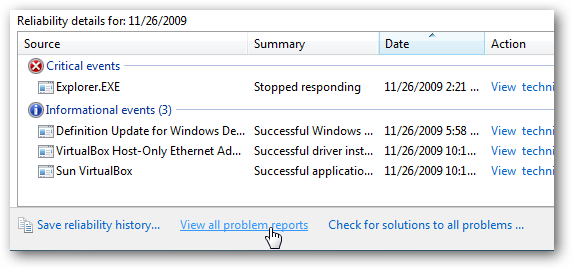 Reliability details for: 11/26/2009
Source Summary Date Action
Critical events
Explorer.EXE Stopped responding 11/26/2009 2:21 ... View techni
Informational events (3)
Definition Update for Windows De... Successful Windows ... 11/26/2009 5:58 ... View techni
VirtualBox Host-Only Ethernet Ad... Successful driver inst... 11/26/2009 10:1... View techni
Sun VirtualBox Successful applicatio... 11/26/2009 10:1... View techni
Save reliability history... View all problem reports Check for solutions to all problems ...